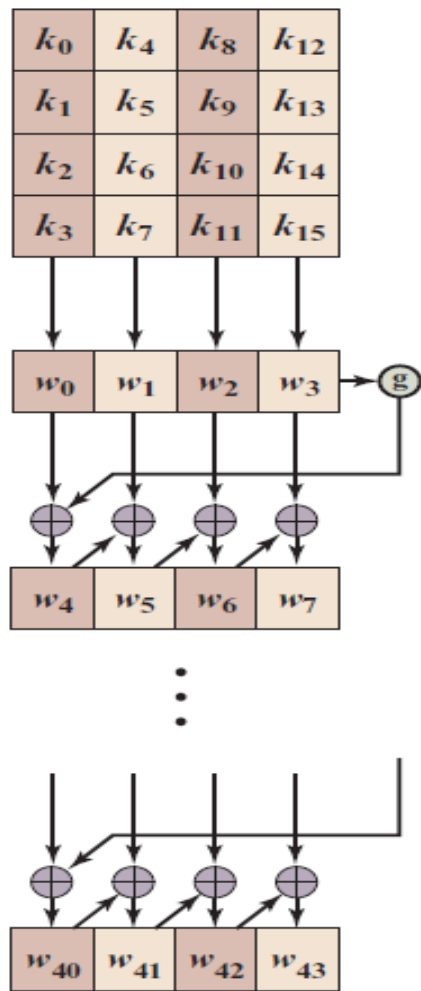 k₀ k₄ k₈ k₁₂
k₁ k₅ k₉ k₁₃
k₂ k₆ k₁₀ k₁₄
k₃ k₇ k₁₁ k₁₅
w₀ w₁ w₂ w₃ g
w₄ w₅ w₆ w₇
w₄₀ w₄₁ w₄₂ w₄₃